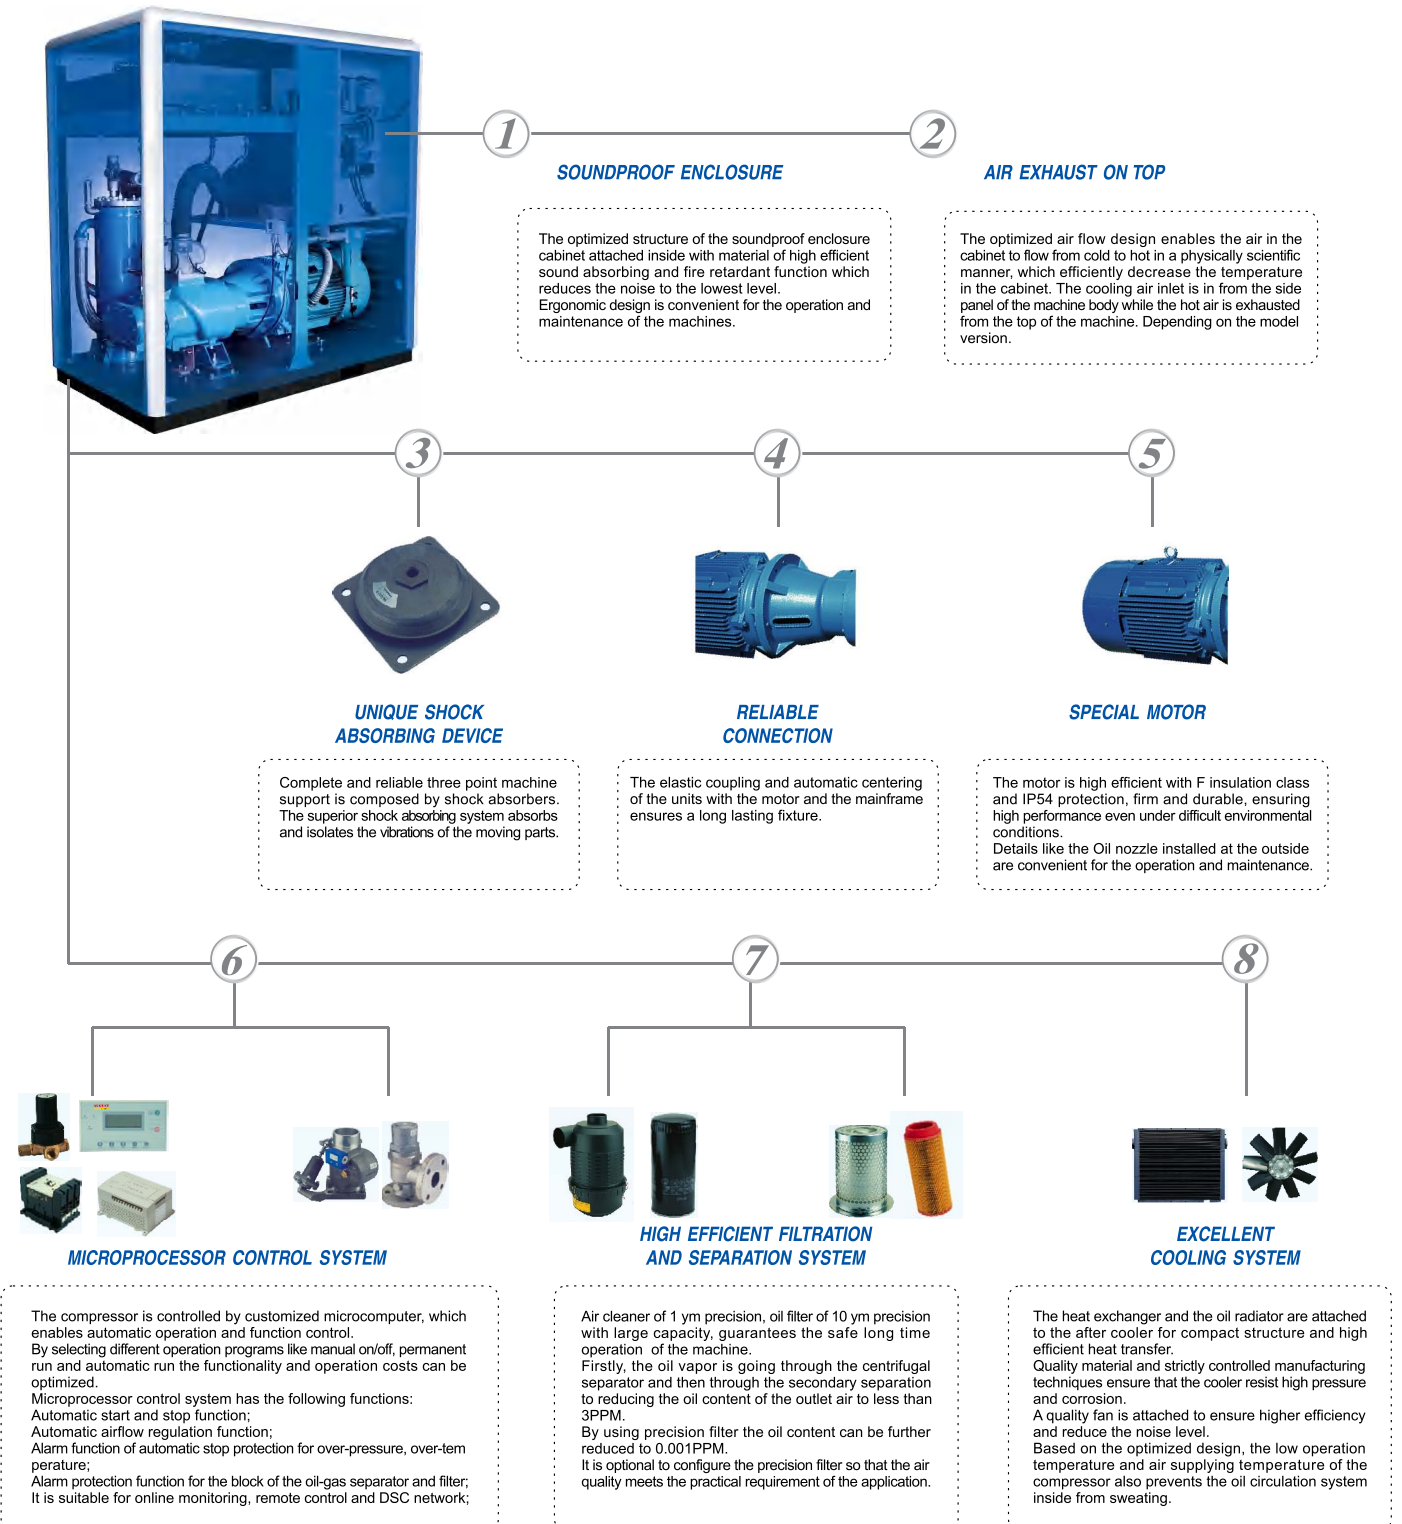 1
2
SOUNDPROOF ENCLOSURE
The optimized structure of the soundproof enclosure
cabinet attached inside with material of high efficient
sound absorbing and fire retardant function which
reduces the noise to the lowest level.
Ergonomic design is convenient for the operation and
maintenance of the machines.
AIR EXHAUST ON TOP
The optimized air flow design enables the air in the
cabinet to flow from cold to hot in a physically scientific
manner, which efficiently decrease the temperature
in the cabinet. The cooling air inlet is in from the side
panel of the machine body while the hot air is exhausted
from the top of the machine. Depending on the model
version.
3
4
5
UNIQUE SHOCK
ABSORBING DEVICE
Complete and reliable three point machine
support is composed by shock absorbers.
The superior shock absorbing system absorbs
and isolates the vibrations of the moving parts.
RELIABLE
CONNECTION
The elastic coupling and automatic centering
of the units with the motor and the mainframe
ensures a long lasting fixture.
SPECIAL MOTOR
The motor is high efficient with F insulation class
and IP54 protection, firm and durable, ensuring
high performance even under difficult environmental
conditions.
Details like the Oil nozzle installed at the outside
are convenient for the operation and maintenance.
6
7
8
MICROPROCESSOR CONTROL SYSTEM
The compressor is controlled by customized microcomputer, which
enables automatic operation and function control.
By selecting different operation programs like manual on/off, permanent
run and automatic run the functionality and operation costs can be
optimized.
Microprocessor control system has the following functions:
Automatic start and stop function;
Automatic airflow regulation function;
Alarm function of automatic stop protection for over-pressure, over-tem
perature;
Alarm protection function for the block of the oil-gas separator and filter;
It is suitable for online monitoring, remote control and DSC network;
HIGH EFFICIENT FILTRATION
AND SEPARATION SYSTEM
Air cleaner of 1 ym precision, oil filter of 10 ym precision
with large capacity, guarantees the safe long time
operation of the machine.
Firstly, the oil vapor is going through the centrifugal
separator and then through the secondary separation
to reducing the oil content of the outlet air to less than
3PPM.
By using precision filter the oil content can be further
reduced to 0.001PPM.
It is optional to configure the precision filter so that the air
quality meets the practical requirement of the application.
EXCELLENT
COOLING SYSTEM
The heat exchanger and the oil radiator are attached
to the after cooler for compact structure and high
efficient heat transfer.
Quality material and strictly controlled manufacturing
techniques ensure that the cooler resist high pressure
and corrosion.
A quality fan is attached to ensure higher efficiency
and reduce the noise level.
Based on the optimized design, the low operation
temperature and air supplying temperature of the
compressor also prevents the oil circulation system
inside from sweating.